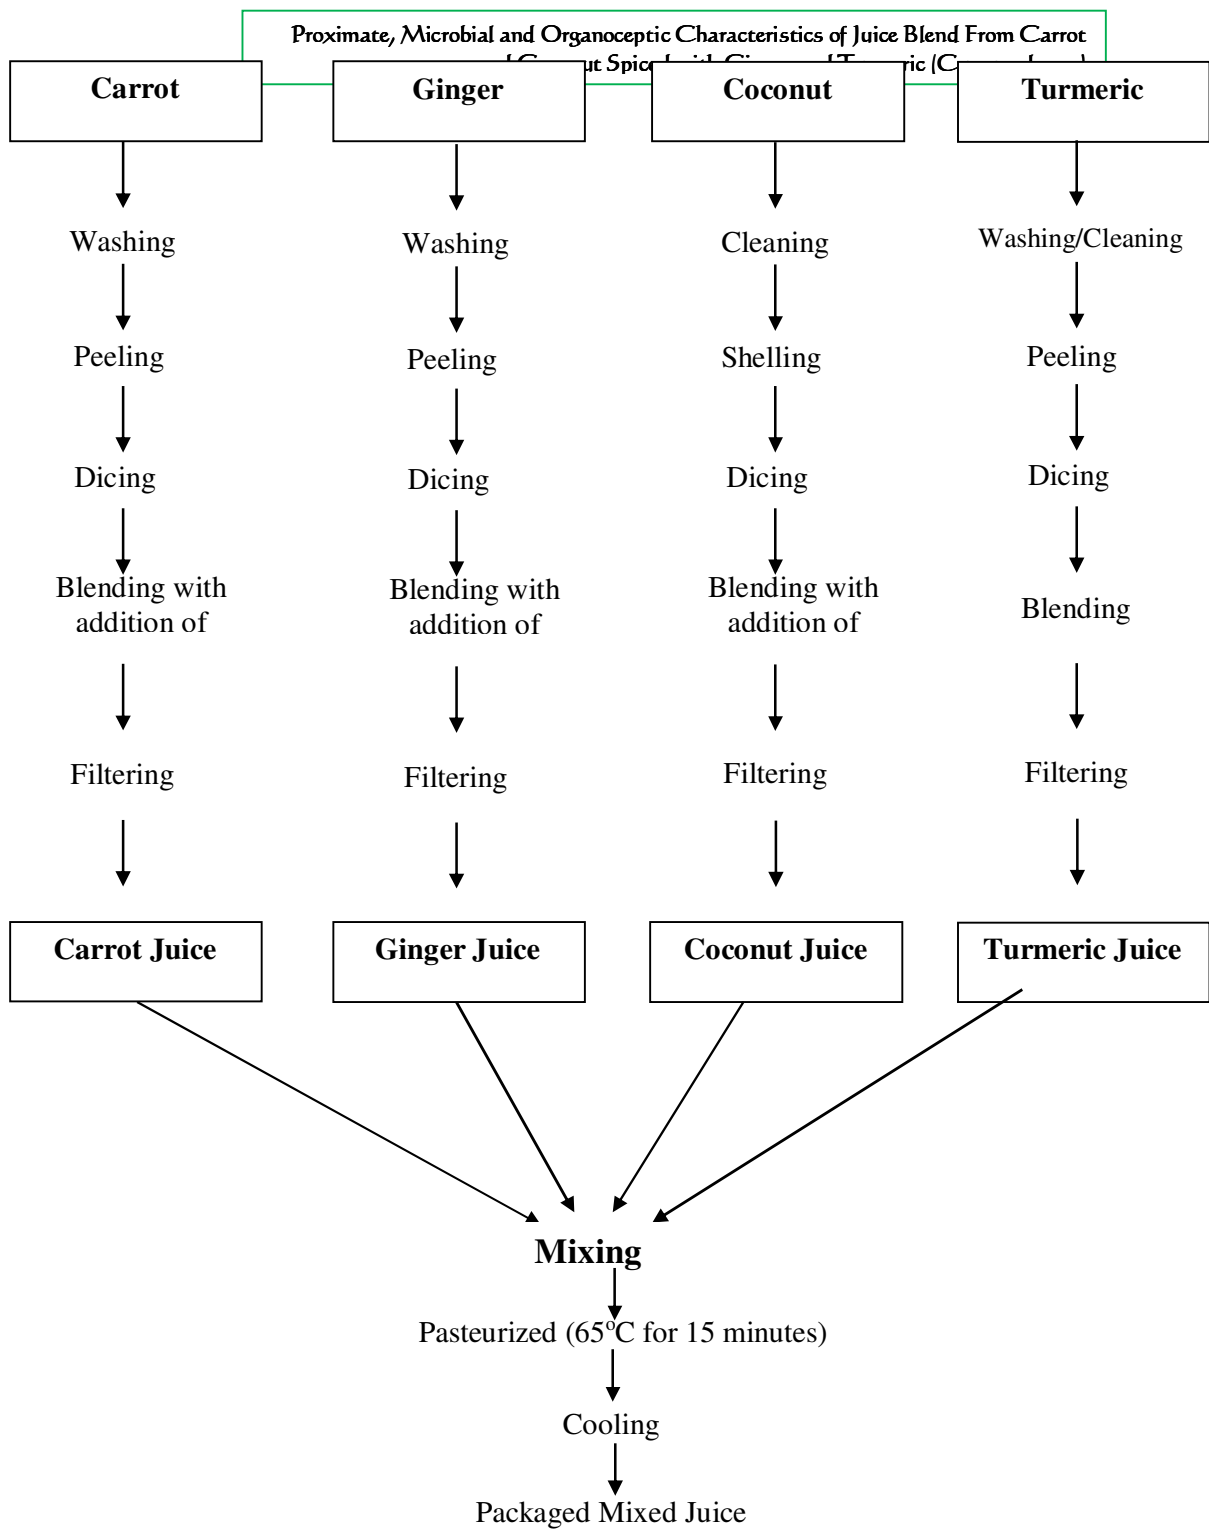 Proximate, Microbial and Organoceptic Characteristics of Juice Blend From Carrot
Carrot
Ginger
Coconut
Turmeric
Washing
Washing
Cleaning
Washing/Cleaning
Peeling
Peeling
Shelling
Peeling
Dicing
Dicing
Dicing
Dicing
Blending with
addition of
Blending with
addition of
Blending with
addition of
Blending
Filtering
Filtering
Filtering
Filtering
Carrot Juice
Ginger Juice
Coconut Juice
Turmeric Juice
Mixing
Pasteurized (65ºC for 15 minutes)
Cooling
Packaged Mixed Juice